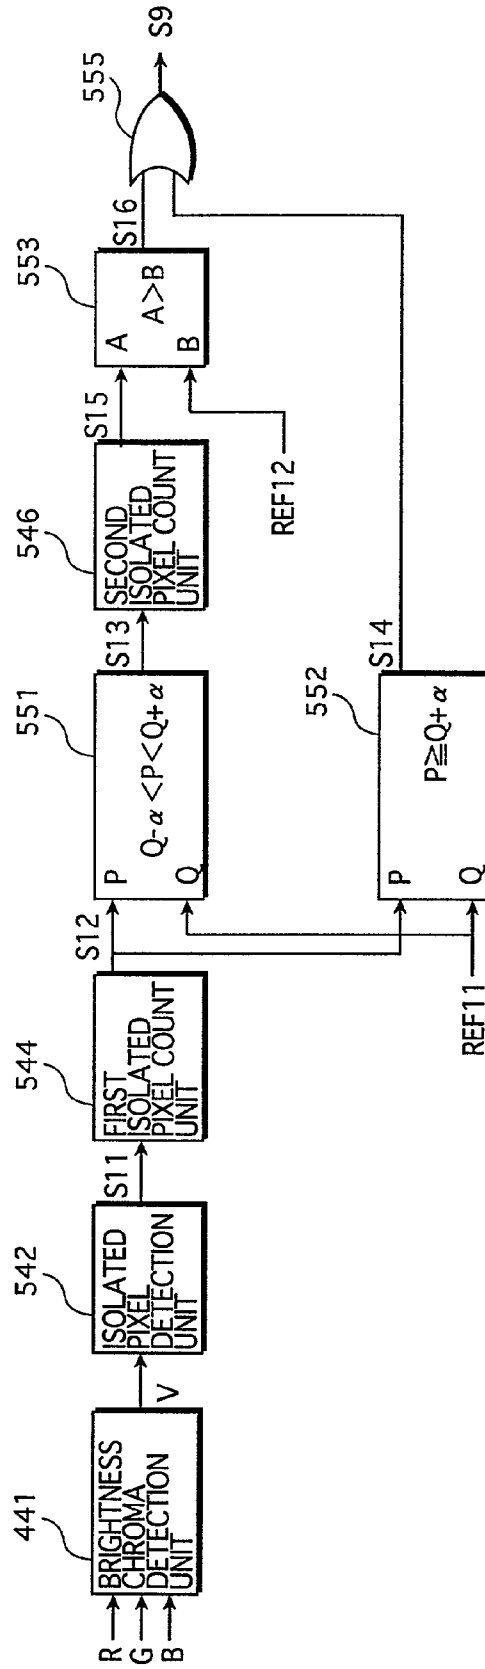 R
G
B
441
BRIGHTNESS
CHROMA
DETECTION
UNIT
V
542
ISOLATED
PIXEL
DETECTION
UNIT
S11
544
FIRST
ISOLATED
PIXEL COUNT
UNIT
S12
551
P
Q-α<P<Q+α
Q
S13
546
SECOND
ISOLATED
PIXEL COUNT
UNIT
S15
553
A
A>B
B
S16
555
S9
REF12
REF11
552
P
P≧Q+α
Q
S14